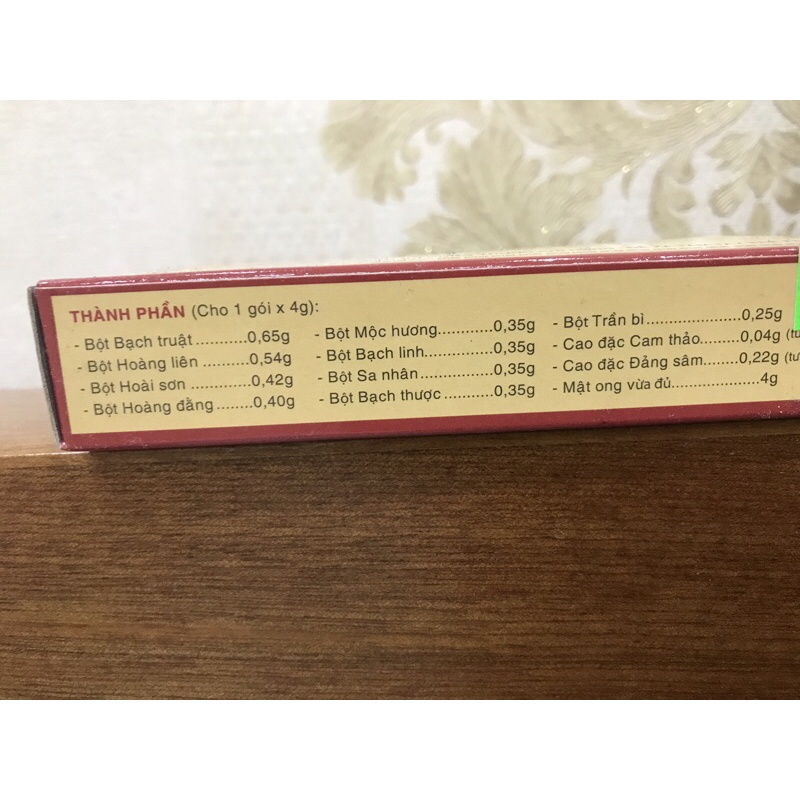 THÀNH PHẦN (Cho 1 gói x 4g):
- Bột Bạch truật..........0,65g
- Bột Hoàng liên ..........0,54g
- Bột Hoài sơn ............0,42g
- Bột Hoàng đằng ........0,40g
- Bột Mộc hương...........0,35g
- Bột Bạch linh..............0,35g
- Bột Sa nhân...............0,35g
- Bột Bạch thược ..........0,35g
- Bột Trần bì...................0,25g
- Cao đặc Cam thảo........0,04g
- Cao đặc Đảng sâm.......0,22g
- Mật ong vừa đủ....................4g